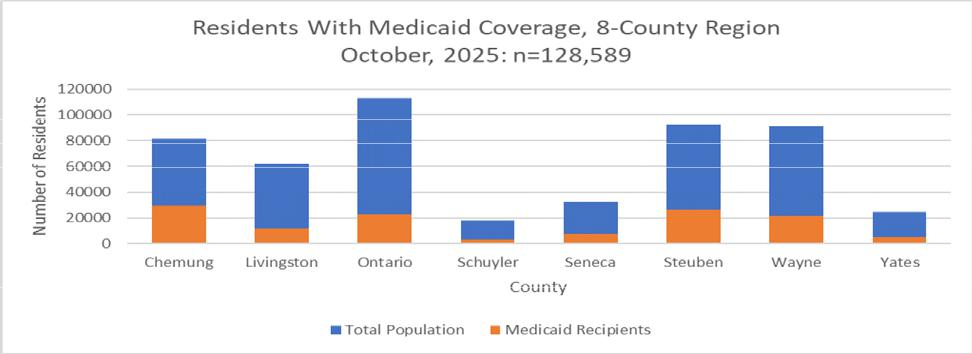 Residents With Medicaid Coverage, 8-County Region
October, 2025: n=128,589
Number of Residents
120000
100000
80000
60000
40000
20000
0
Chemung Livingston Ontario Schuyler Seneca Steuben Wayne Yates
County
Total Population Medicaid Recipients